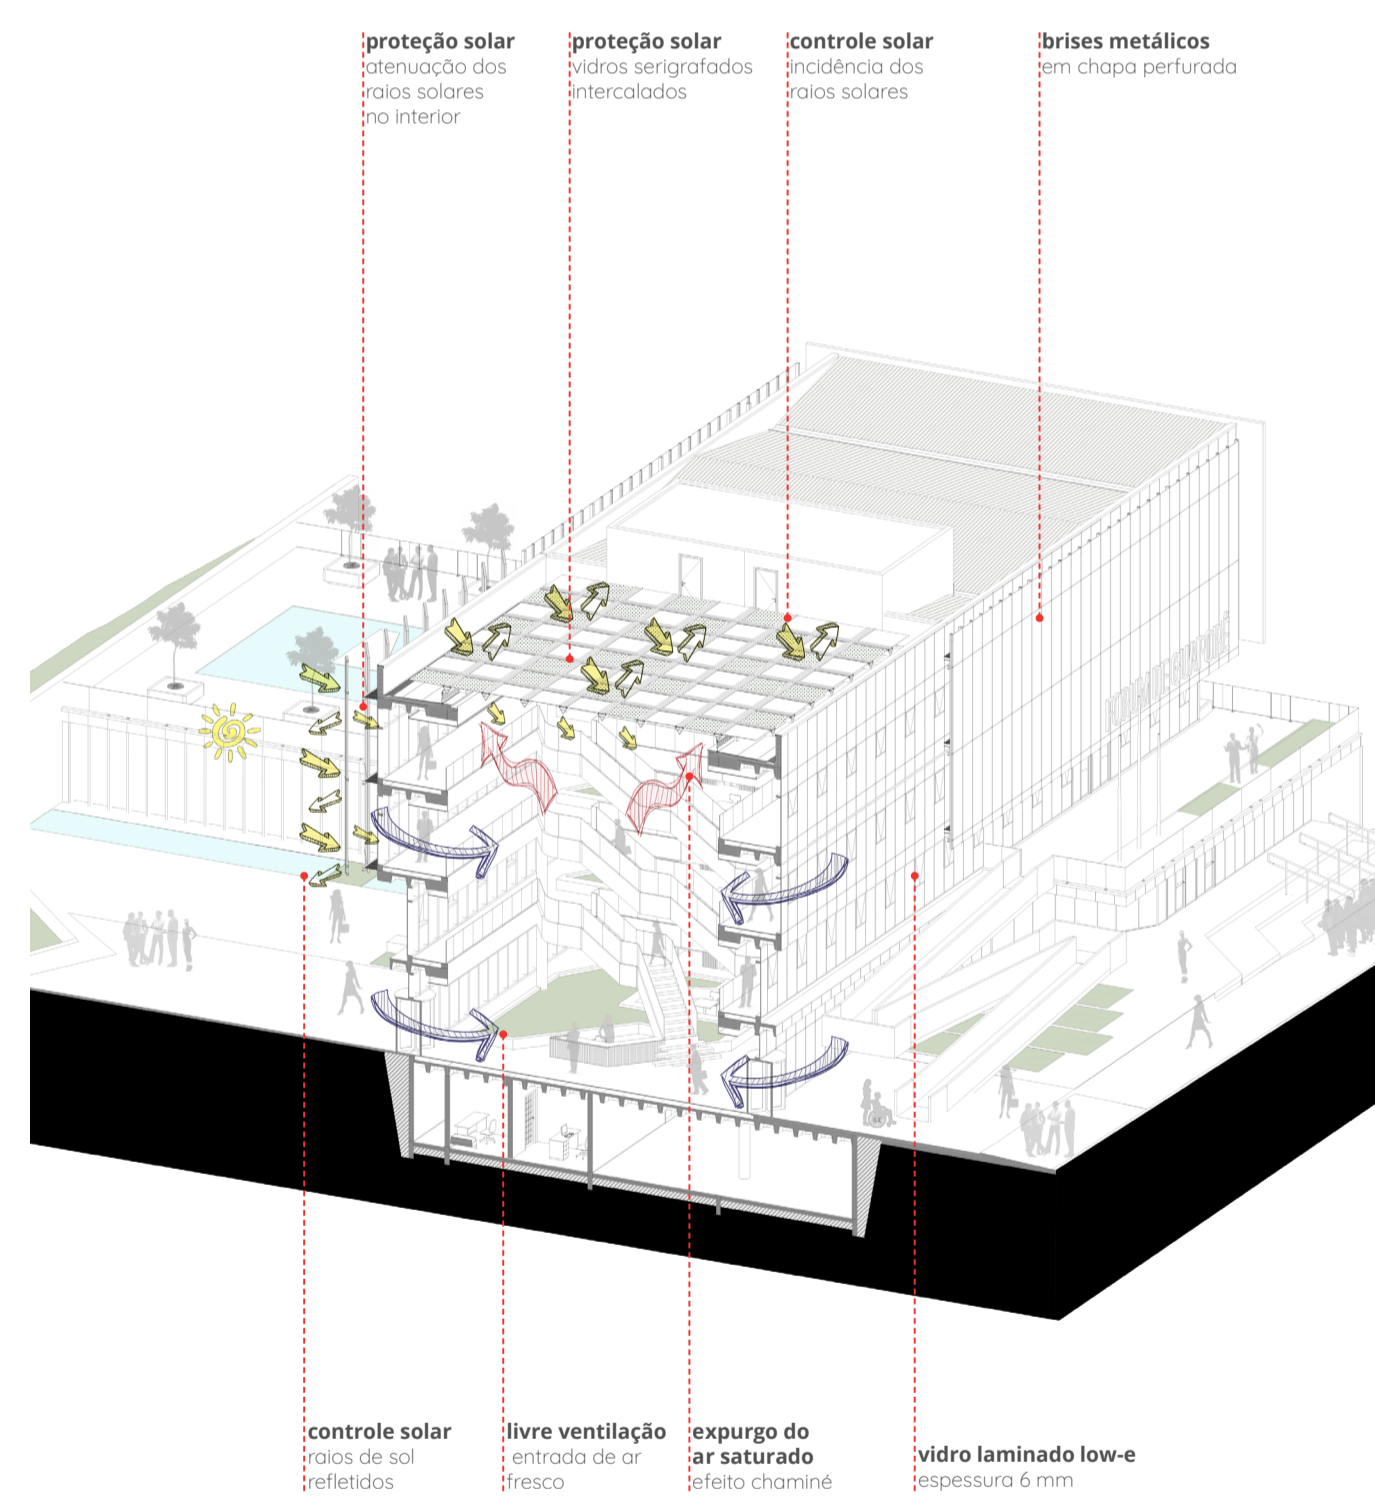 proteção solar
atenuação dos
raios solares
no interior
proteção solar
vidros serigrafados
intercalados
controle solar
incidência dos
raios solares
brises metálicos
em chapa perfurada
controle solar
raios de sol
refletidos
livre ventilação
entrada de ar
fresco
expurgo do
ar saturado
efeito chaminé
vidro laminado low-e
espessura 6 mm